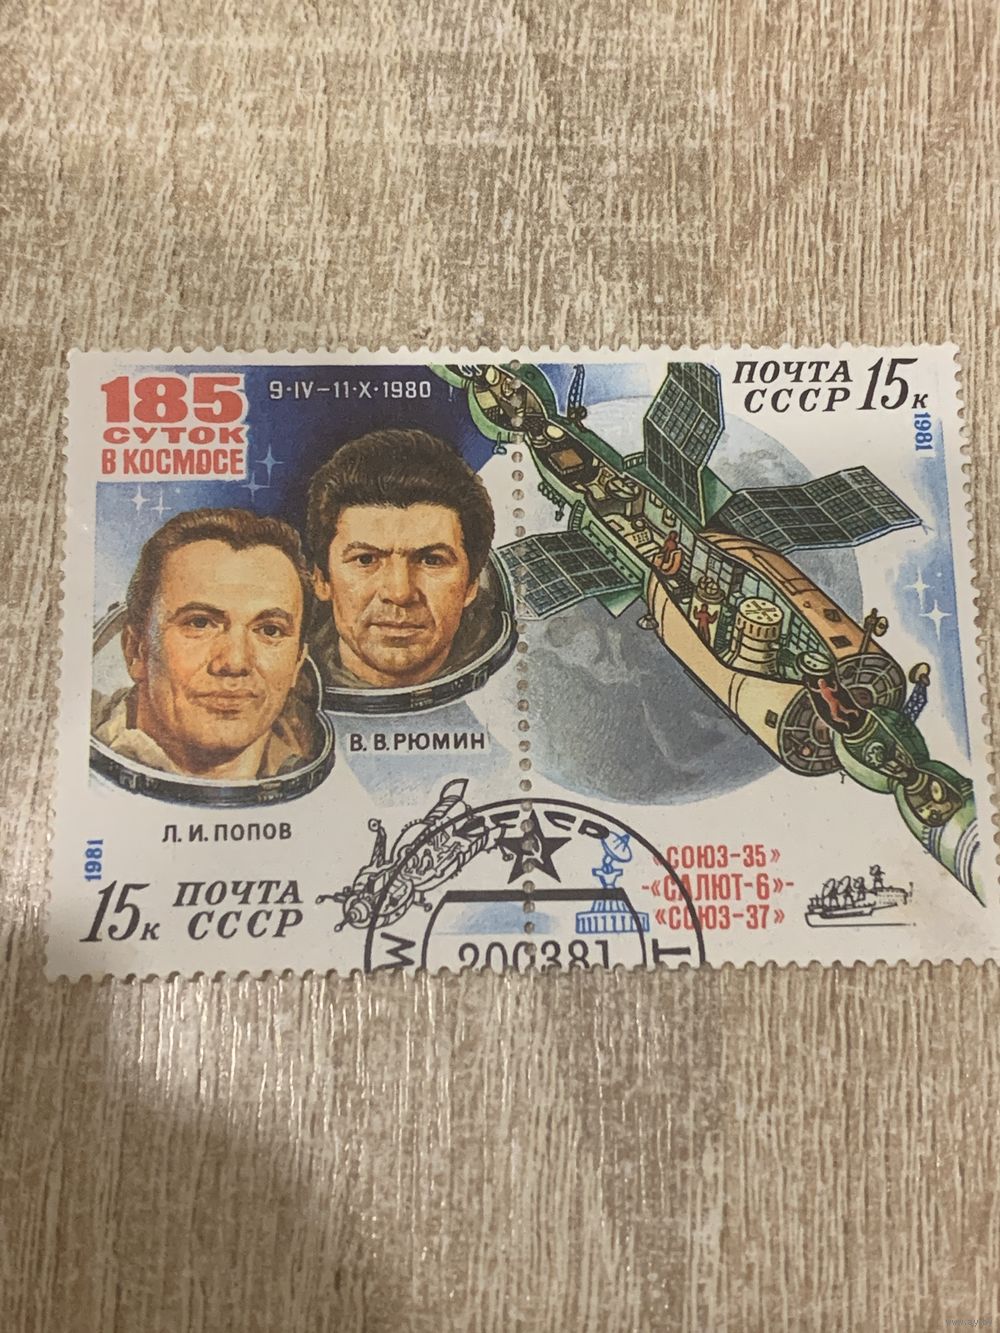 185
СУТОК
В КОСМОСЕ
9·IV–11·X·1980
В. В. РЮМИН
Л. И. ПОПОВ
1981
15к ПОЧТА
СССР
ПОЧТА
СССР 15к
1981
«СОЮЗ-35»
-«САЛЮТ-6»-
«СОЮЗ-37»
СССР
200381